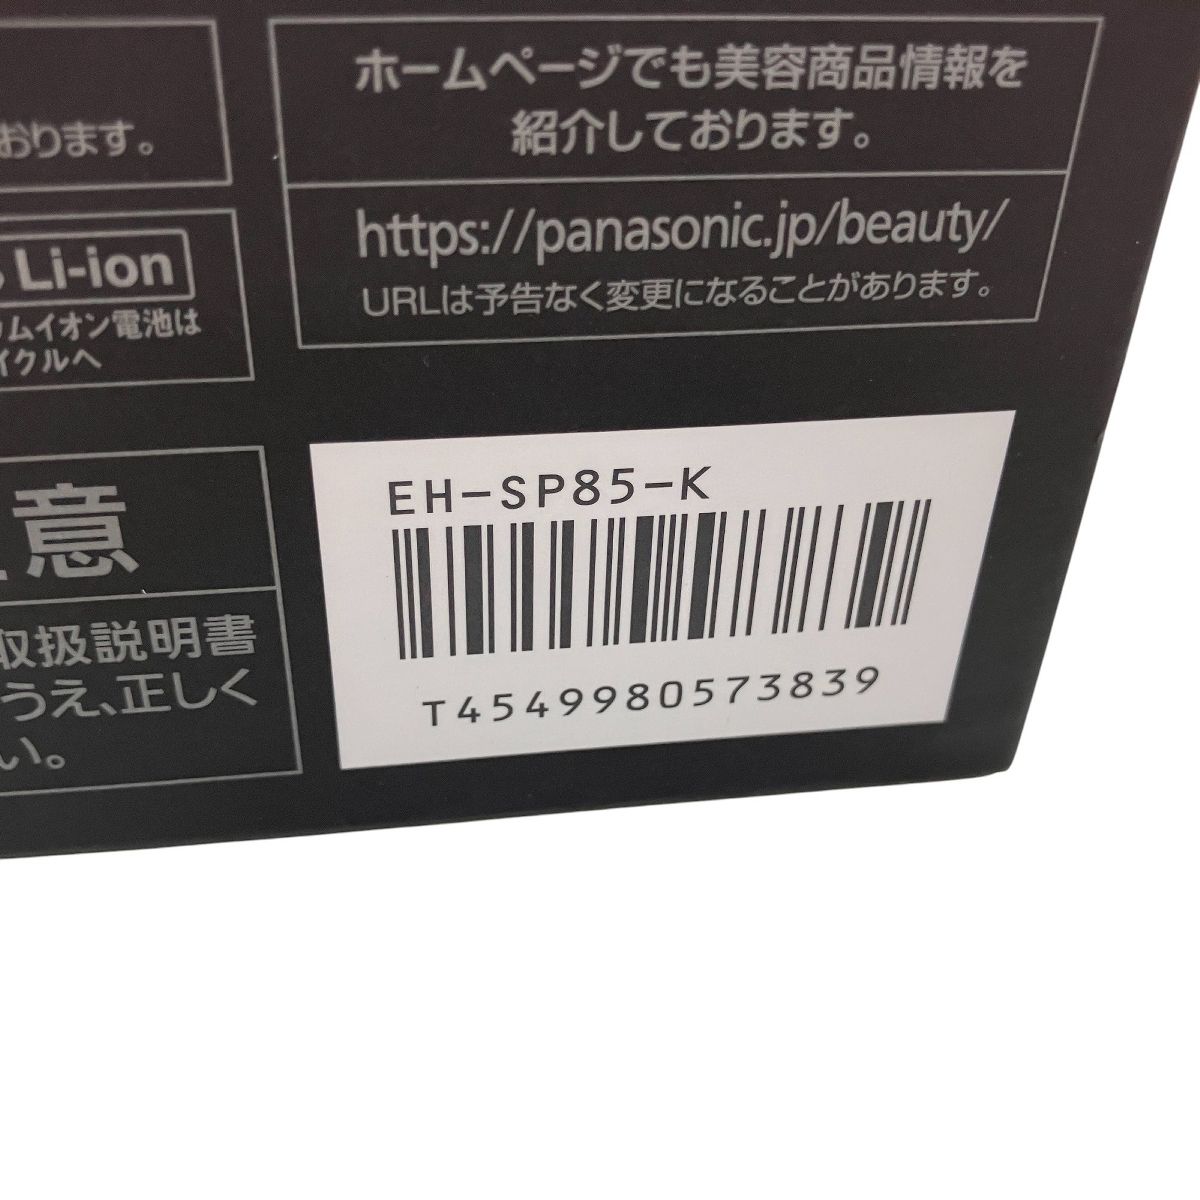 ホームページでも美容商品情報を
紹介しております。
https://panasonic.jp/beauty/
URLは予告なく変更になることがあります。
おります。
Li-ion
ムイオン電池は
イクルへ
意
取扱説明書
うえ、正しく
い。
EH-SP85-K
T4549980573839